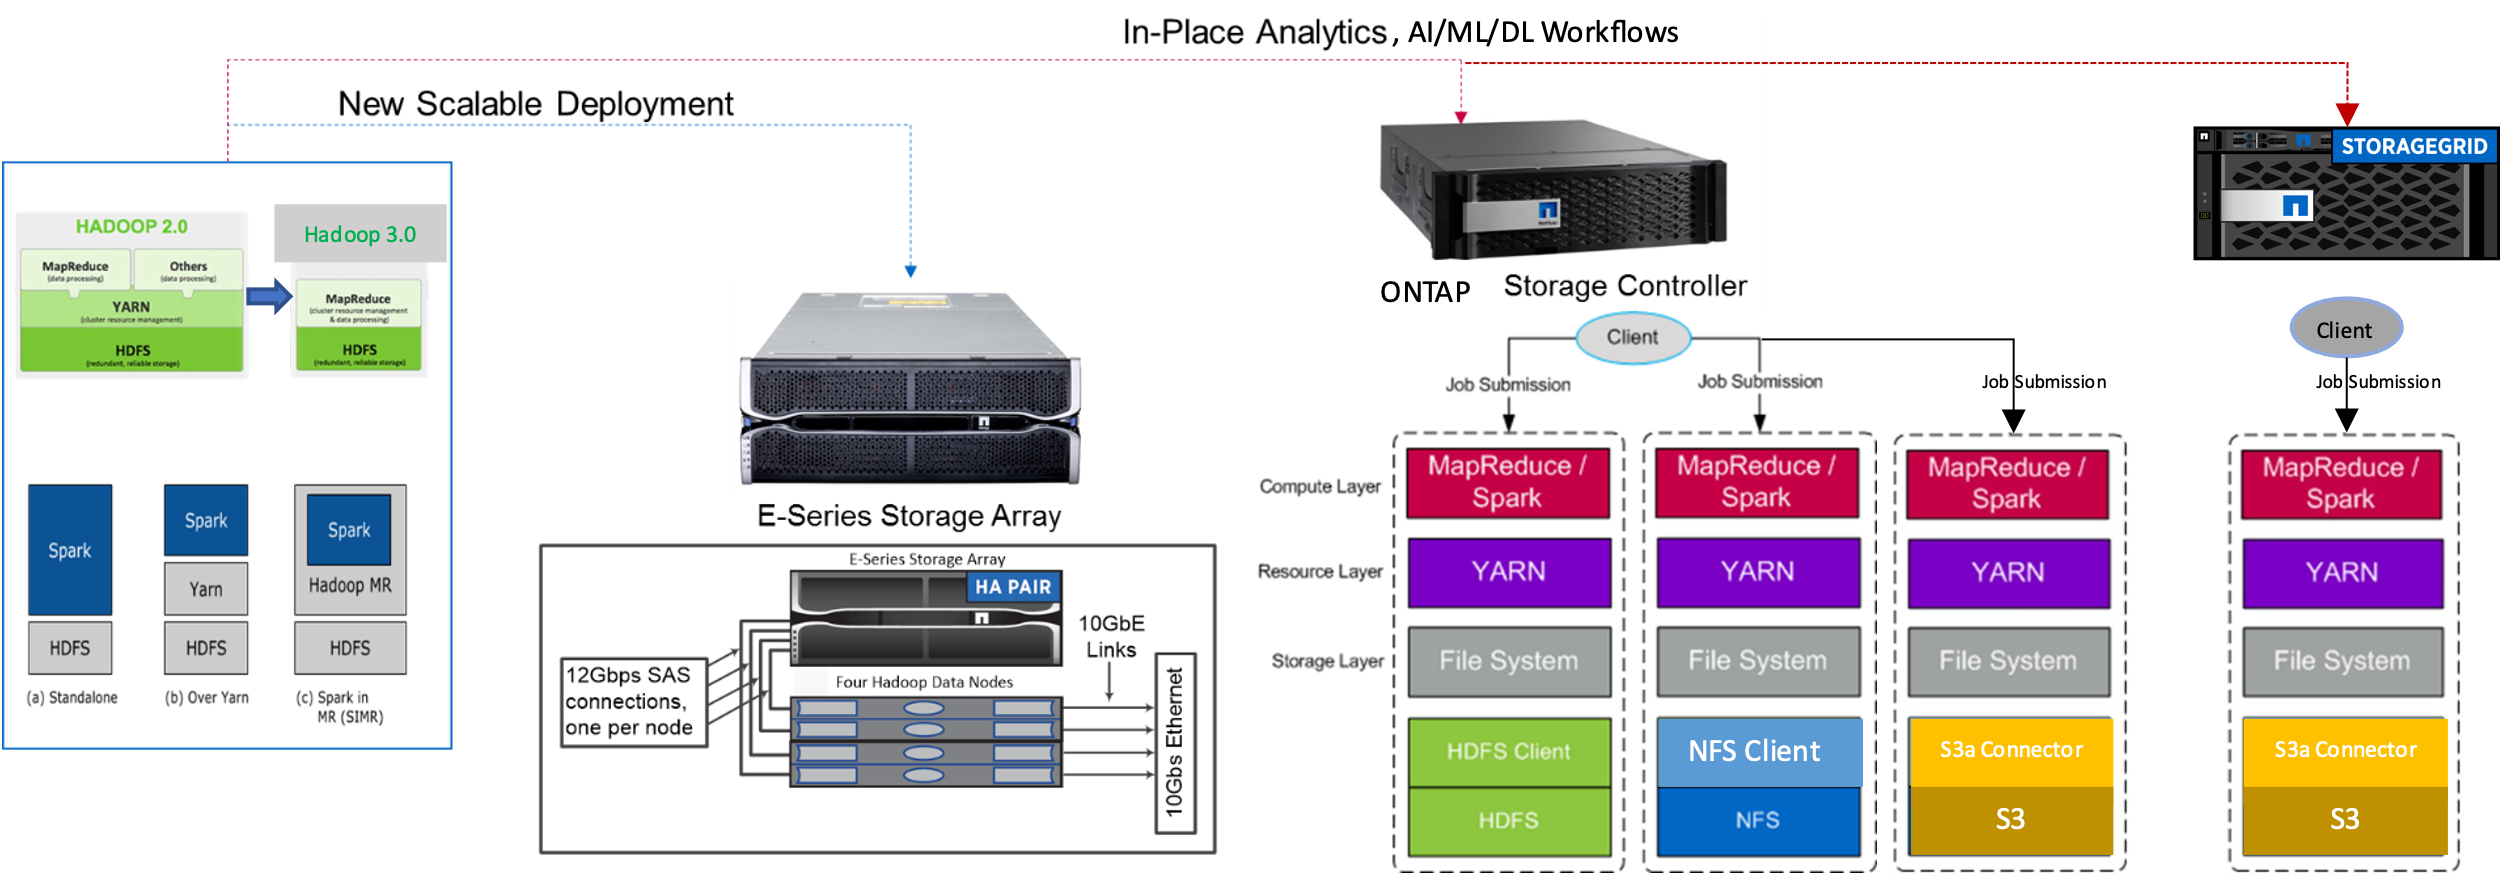 In-Place Analytics, AI/ML/DL Workflows
New Scalable Deployment
HADOOP 2.0
MapReduce
(data processing)
Others
(data processing)
YARN
(cluster resource management)
HDFS
(redundant, reliable storage)
Hadoop 3.0
MapReduce
(cluster resource management
& data processing)
HDFS
(redundant, reliable storage)
Spark
HDFS
(a) Standalone
Spark
Yarn
HDFS
(b) Over Yarn
Spark
Hadoop MR
HDFS
(c) Spark in
MR (SIMR)
E-Series Storage Array
E-Series Storage Array
HA PAIR
12Gbps SAS
connections,
one per node
Four Hadoop Data Nodes
10GbE
Links
10Gbs Ethernet
ONTAP
Storage Controller
STORAGEGRID
Client
Job Submission
Job Submission
Job Submission
Client
Job Submission
Compute Layer
Resource Layer
Storage Layer
MapReduce /
Spark
YARN
File System
HDFS Client
HDFS
MapReduce /
Spark
YARN
File System
NFS Client
NFS
MapReduce /
Spark
YARN
File System
S3a Connector
S3
MapReduce /
Spark
YARN
File System
S3a Connector
S3